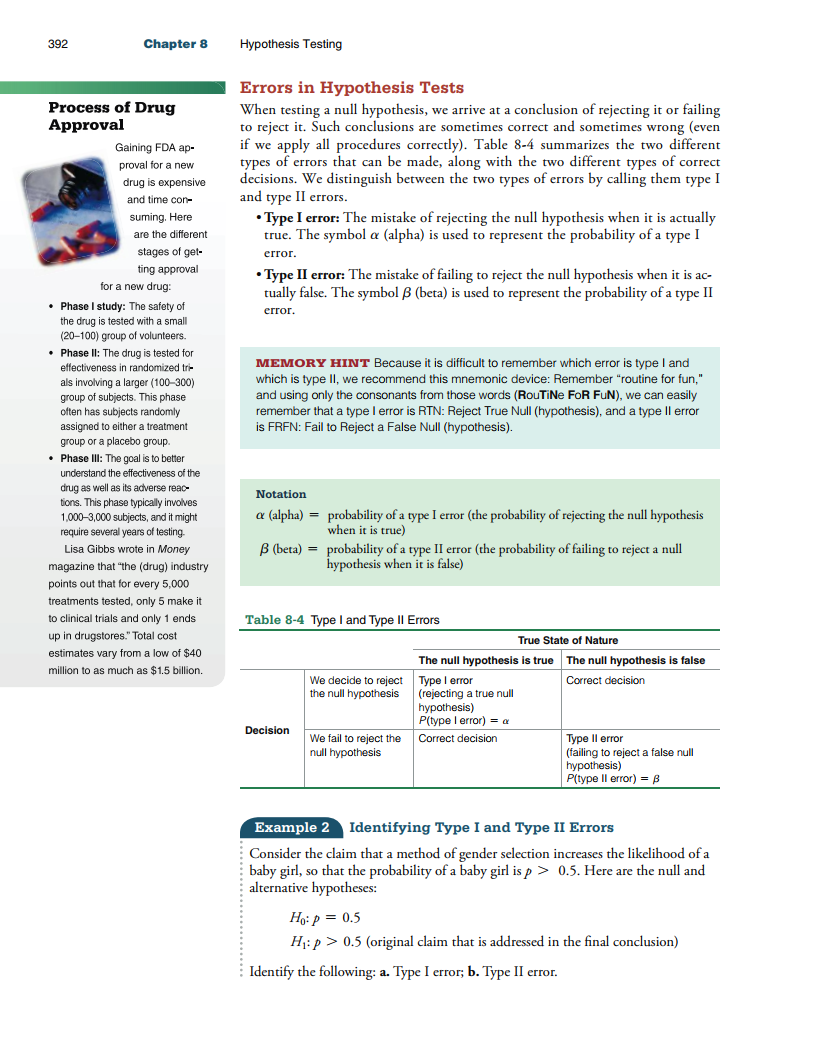 392 Chapter 8 Hypothesis Testing
Process of Drug
Approval
Gaining FDA ap-
proval for a new
drug is expensive
and time con-
suming. Here
are the different
stages of get-
ting approval
for a new drug:
• Phase I study: The safety of
the drug is tested with a small
(20–100) group of volunteers.
• Phase II: The drug is tested for
effectiveness in randomized tri-
als involving a larger (100–300)
group of subjects. This phase
often has subjects randomly
assigned to either a treatment
group or a placebo group.
• Phase III: The goal is to better
understand the effectiveness of the
drug as well as its adverse reac-
tions. This phase typically involves
1,000–3,000 subjects, and it might
require several years of testing.
Lisa Gibbs wrote in Money
magazine that “the (drug) industry
points out that for every 5,000
treatments tested, only 5 make it
to clinical trials and only 1 ends
up in drugstores.” Total cost
estimates vary from a low of $40
million to as much as $1.5 billion.
Errors in Hypothesis Tests
When testing a null hypothesis, we arrive at a conclusion of rejecting it or failing
to reject it. Such conclusions are sometimes correct and sometimes wrong (even
if we apply all procedures correctly). Table 8-4 summarizes the two different
types of errors that can be made, along with the two different types of correct
decisions. We distinguish between the two types of errors by calling them type I
and type II errors.
• Type I error: The mistake of rejecting the null hypothesis when it is actually
true. The symbol α (alpha) is used to represent the probability of a type I
error.
• Type II error: The mistake of failing to reject the null hypothesis when it is ac-
tually false. The symbol β (beta) is used to represent the probability of a type II
error.
MEMORY HINT Because it is difficult to remember which error is type I and
which is type II, we recommend this mnemonic device: Remember “routine for fun,”
and using only the consonants from those words (RouTiNe FoR FuN), we can easily
remember that a type I error is RTN: Reject True Null (hypothesis), and a type II error
is FRFN: Fail to Reject a False Null (hypothesis).
Notation
α (alpha) = probability of a type I error (the probability of rejecting the null hypothesis
when it is true)
β (beta) = probability of a type II error (the probability of failing to reject a null
hypothesis when it is false)
Table 8-4 Type I and Type II Errors
True State of Nature
The null hypothesis is true The null hypothesis is false
Decision
We decide to reject
the null hypothesis
Type I error
(rejecting a true null
hypothesis)
P(type I error) = α
Correct decision
We fail to reject the
null hypothesis
Correct decision
Type II error
(failing to reject a false null
hypothesis)
P(type II error) = β
Example 2 Identifying Type I and Type II Errors
Consider the claim that a method of gender selection increases the likelihood of a
baby girl, so that the probability of a baby girl is p > 0.5. Here are the null and
alternative hypotheses:
H₀: p = 0.5
H₁: p > 0.5 (original claim that is addressed in the final conclusion)
Identify the following: a. Type I error; b. Type II error.